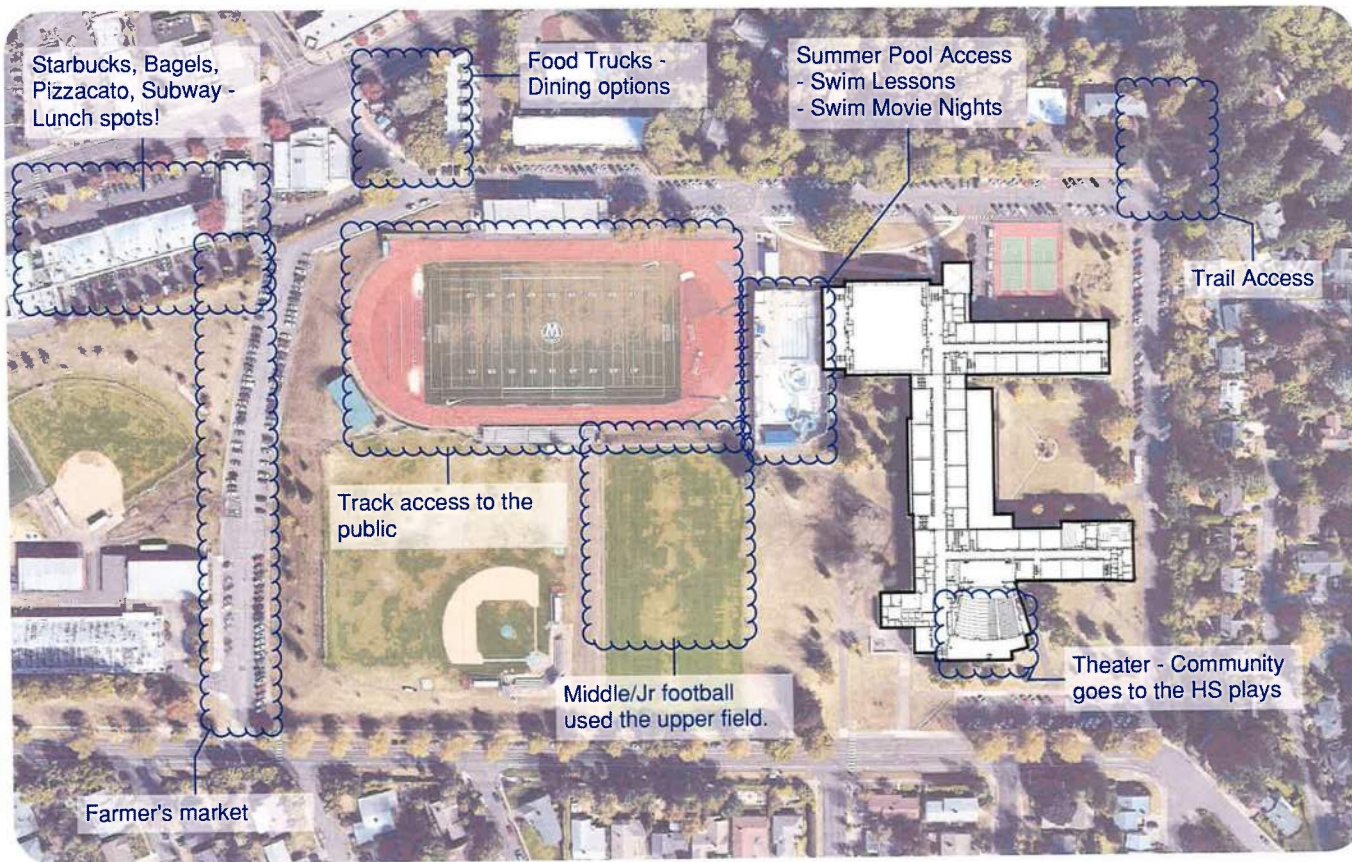 Starbucks, Bagels,
Pizzacato, Subway -
Lunch spots!
Food Trucks -
Dining options
Summer Pool Access
- Swim Lessons
- Swim Movie Nights
Trail Access
Track access to the
public
W
Middle/Jr football
used the upper field.
Theater - Community
goes to the HS plays
Farmer's market